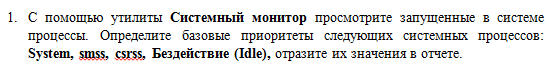 1. С помощью утилиты Системный монитор просмотрите запущенные в системе
процессы. Определите базовые приоритеты следующих системных процессов:
System, smss, csrss, Бездействие (Idle), отразите их значения в отчете.